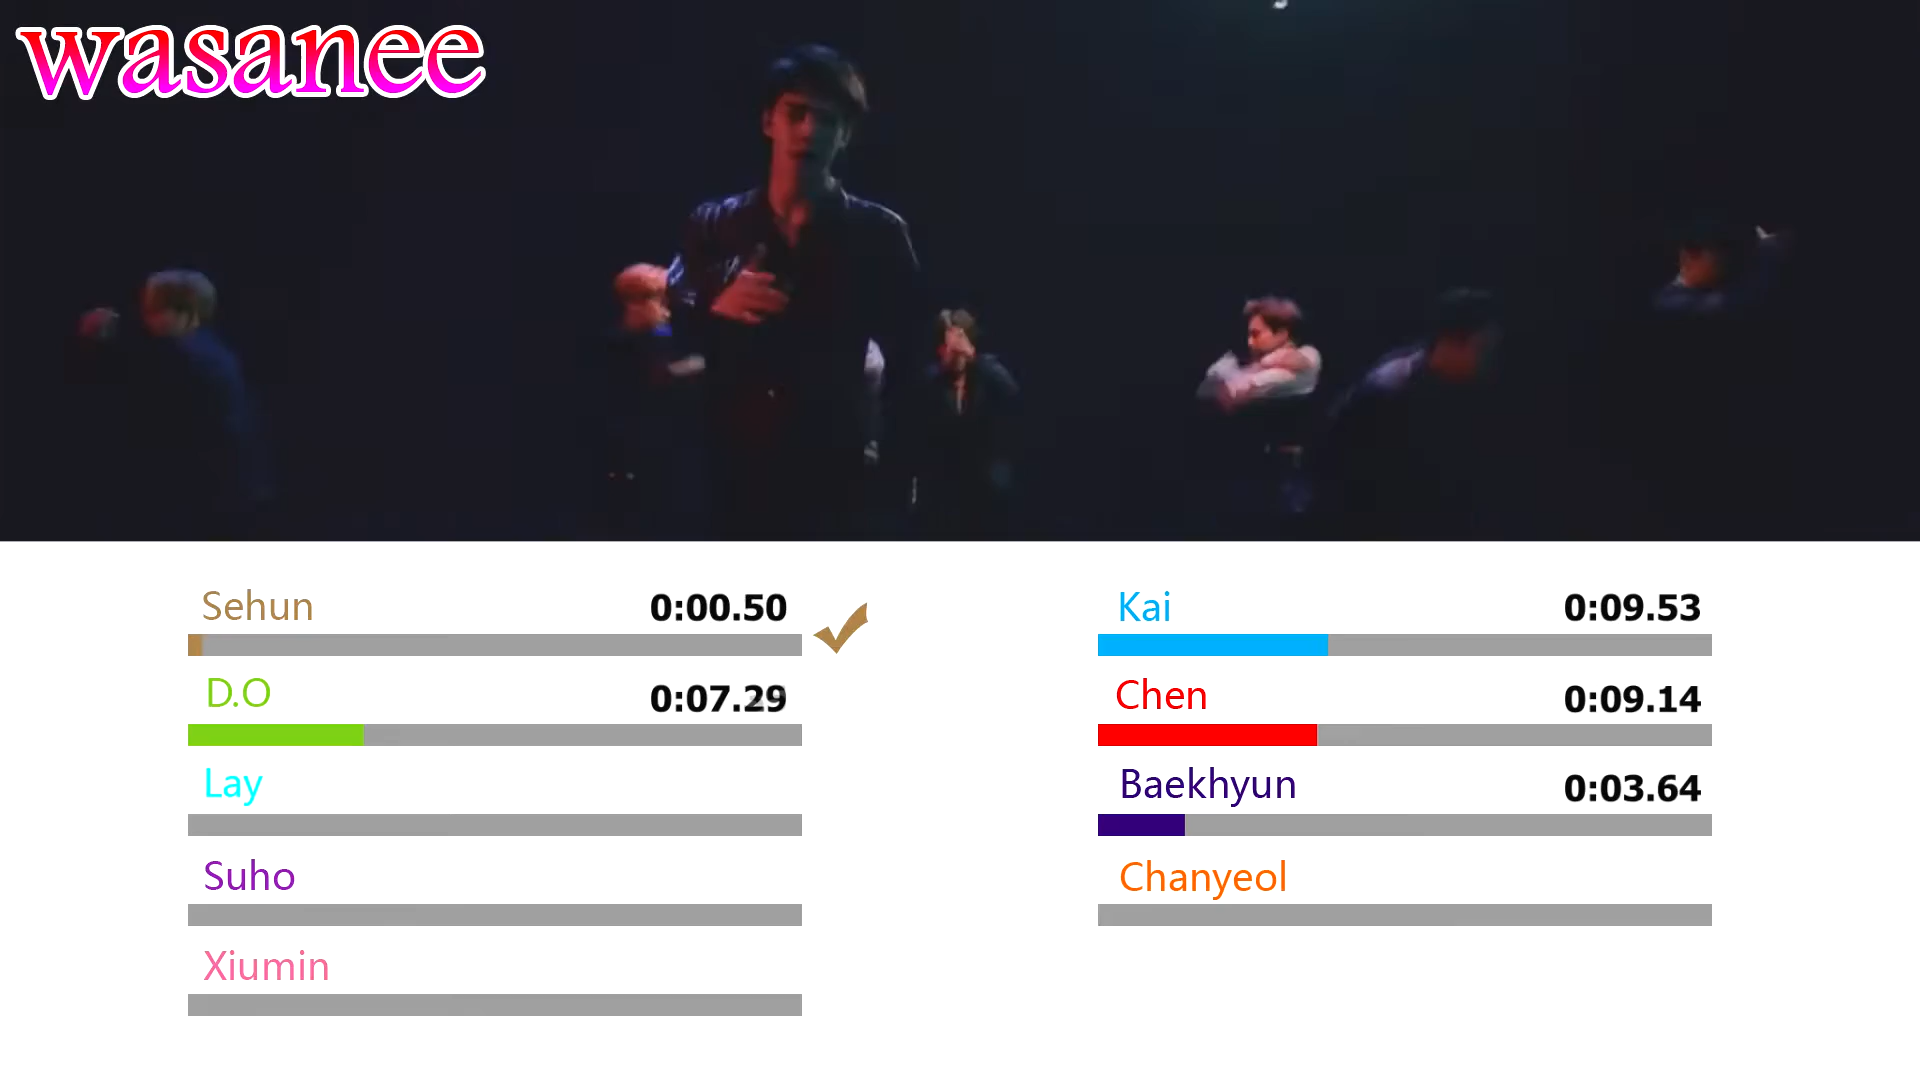 wasanee
Sehun 0:00.50
D.O 0:07.29
Lay
Suho
Xiumin
Kai 0:09.53
Chen 0:09.14
Baekhyun 0:03.64
Chanyeol